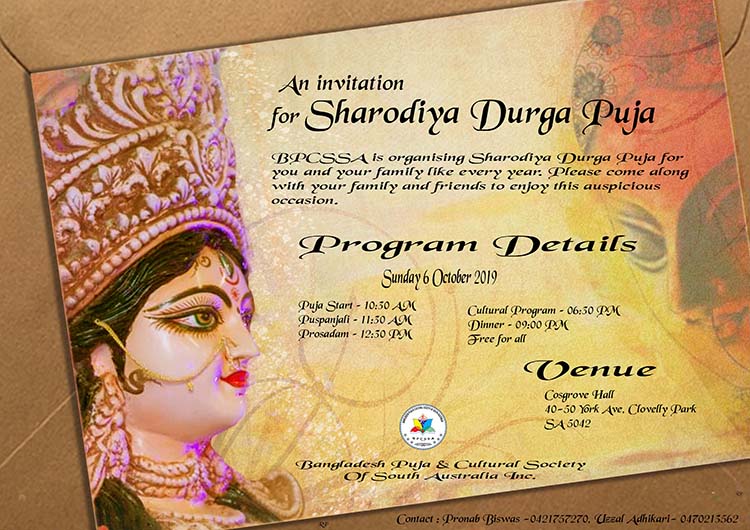 An invitation
for Sharodiya Durga Puja
BPCSSA is organising Sharodiya Durga Puja for
you and your family like every year. Please come along
with your family and friends to enjoy this auspicious
occasion.
Program Details
Sunday 6 October 2019
Puja Start - 10:30 AM
Puspanjali - 11:30 AM
Prosadam - 12:30 PM
Cultural Program - 06:30 PM
Dinner - 09:00 PM
Free for all
Venue
Cosgrove Hall
40-50 York Ave, Clovelly Park
SA 5042
BPCSSA
Bangladesh Puja & Cultural Society
Of South Australia Inc.
Contact : Pronab Biswas -0421757270, Uzzal Adhikari- 0470213562